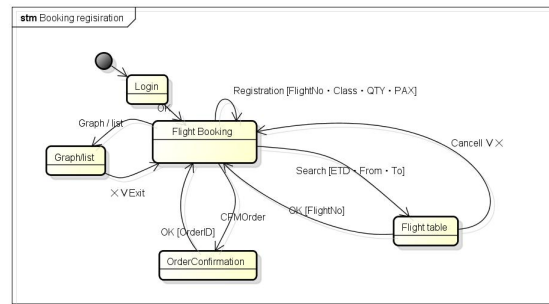 stm Booking regisiration
Login
OK
Registration [FlightNo・Class・QTY・PAX]
Graph / list
Flight Booking
Cancell V ×
Graph/list
Search [ETD・From・To]
× V Exit
CFMOrder
OK [FlightNo]
Flight table
OK [OrderID]
OrderConfirmation